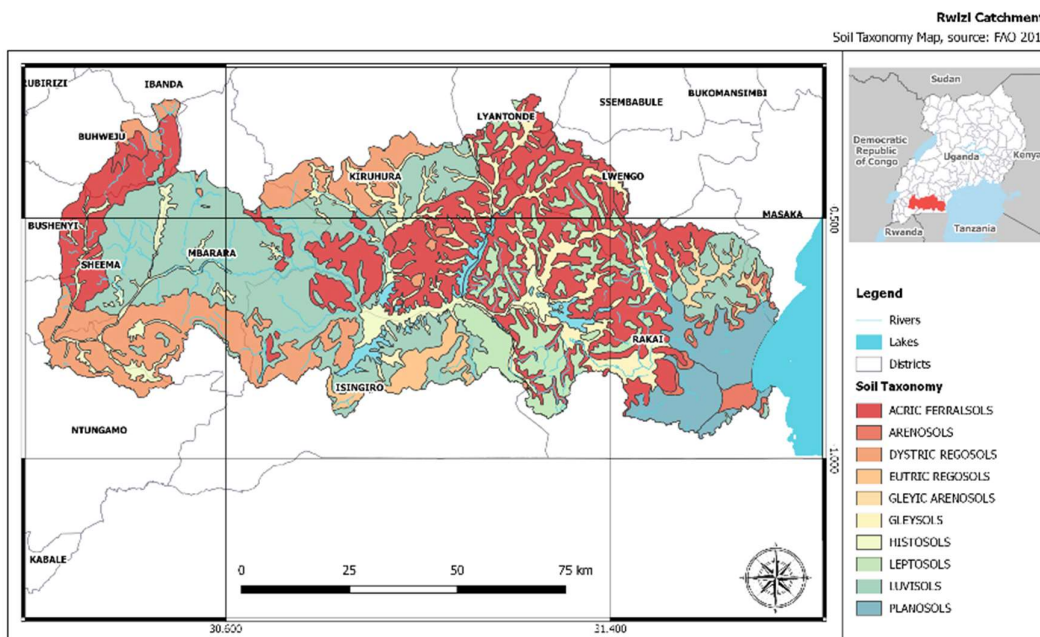 Rwizi Catchment
Soil Taxonomy Map, source: FAO 201
RUBIRIZI
IBANDA
BUHWEJU
BUSHENYI
SHEEMA
MBARARA
KIRUHURA
LYANTONDE
SSEMBABULE
BUKOMANSIMBI
LWENGO
MASAKA
RAKAI
ISINGIRO
NTUNGAMO
KABALE
0.500
-1.000
30.600
31.400
0
25
50
75 km
Sudan
Democratic
Republic
of Congo
Uganda
Kenya
Rwanda
Tanzania
Legend
Rivers
Lakes
Districts
Soil Taxonomy
ACRIC FERRALSOLS
ARENOSOLS
DYSTRIC REGOSOLS
EUTRIC REGOSOLS
GLEYIC ARENOSOLS
GLEYSOLS
HISTOSOLS
LEPTOSOLS
LUVISOLS
PLANOSOLS